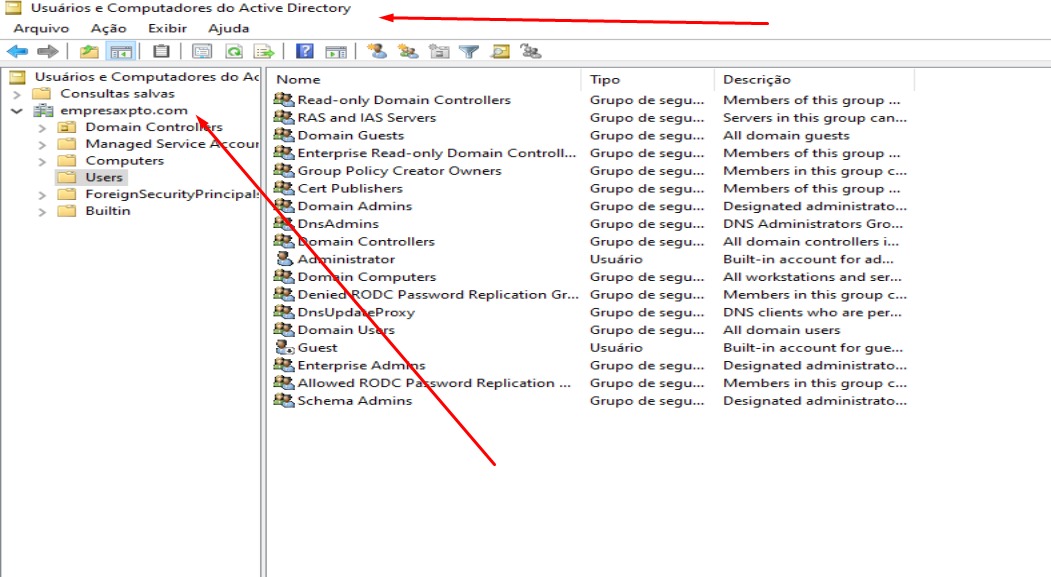 Usuários e Computadores do Active Directory
Arquivo Ação Exibir Ajuda
Usuários e Computadores do Ac
Consultas salvas
empresaxpto.com
Domain Controllers
Managed Service Accour
Computers
Users
ForeignSecurityPrincipals
Builtin
Nome Tipo Descrição
Read-only Domain Controllers Grupo de segu... Members of this group ...
RAS and IAS Servers Grupo de segu... Servers in this group can...
Domain Guests Grupo de segu... All domain guests
Enterprise Read-only Domain Controll... Grupo de segu... Members of this group ...
Group Policy Creator Owners Grupo de segu... Members in this group c...
Cert Publishers Grupo de segu... Members of this group ...
Domain Admins Grupo de segu... Designated administrato...
DnsAdmins Grupo de segu... DNS Administrators Gro...
Domain Controllers Grupo de segu... All domain controllers i...
Administrator Usuário Built-in account for ad...
Domain Computers Grupo de segu... All workstations and ser...
Denied RODC Password Replication Gr... Grupo de segu... Members in this group c...
DnsUpdateProxy Grupo de segu... DNS clients who are per...
Domain Users Grupo de segu... All domain users
Guest Usuário Built-in account for gue...
Enterprise Admins Grupo de segu... Designated administrato...
Allowed RODC Password Replication ... Grupo de segu... Members in this group c...
Schema Admins Grupo de segu... Designated administrato...